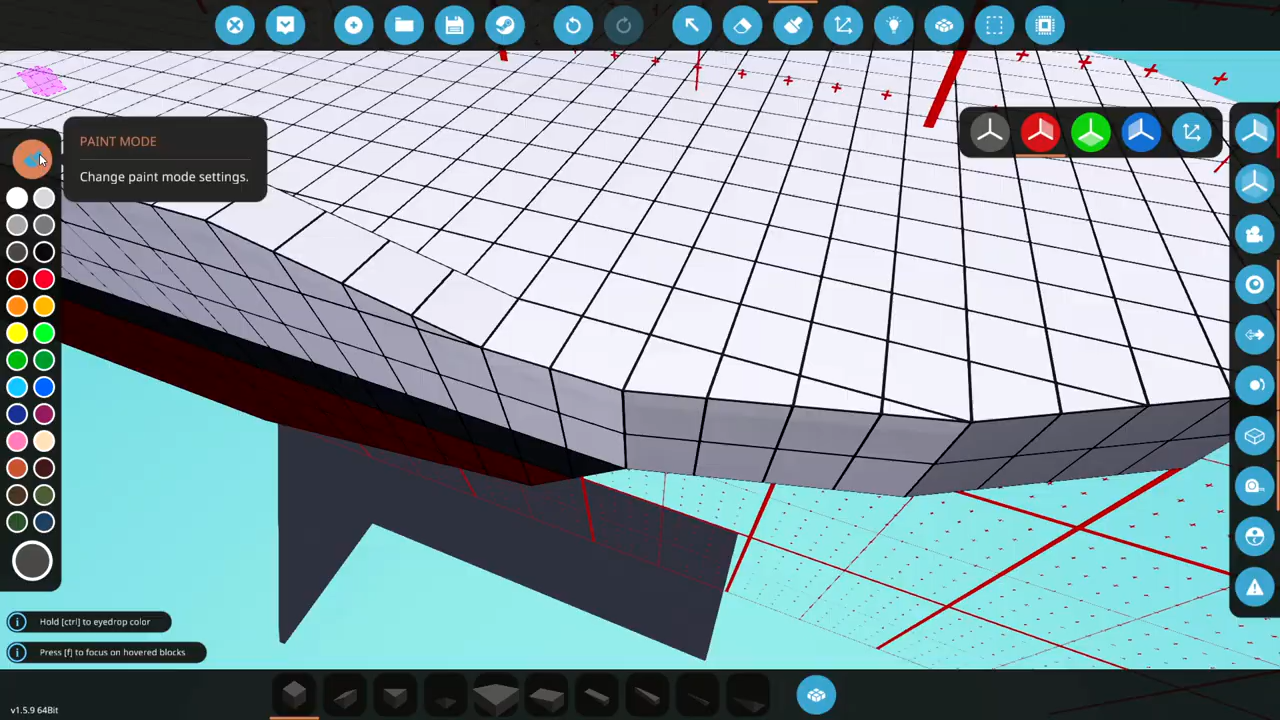 PAINT MODE
Change paint mode settings.
Hold [ctrl] to eyedrop color
Press [f] to focus on hovered blocks
v1.5.9 64Bit